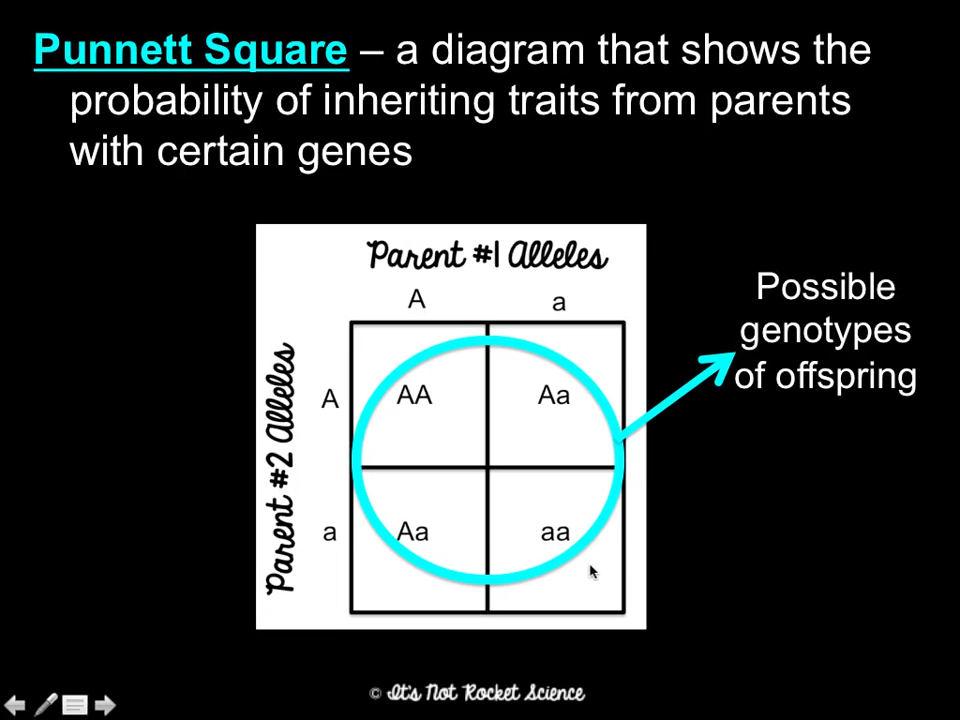 Punnett Square – a diagram that shows the
probability of inheriting traits from parents
with certain genes
Parent #1 Alleles
A a
Parent #2 Alleles
A AA Aa
a Aa aa
Possible
genotypes
of offspring
© It's Not Rocket Science